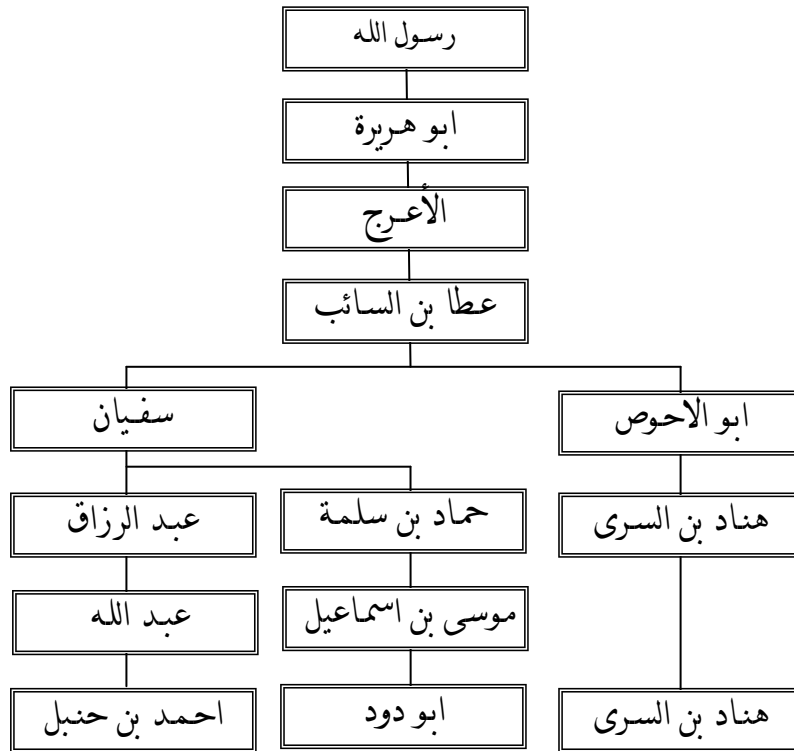 رسول الله
ابو هريرة
الأعرج
عطا بن السائب
ابو الاحوص
سفيان
هناد بن السرى
حماد بن سلمة
عبد الرزاق
موسى بن اسماعيل
عبد الله
هناد بن السرى
ابو دود
احمد بن حنبل